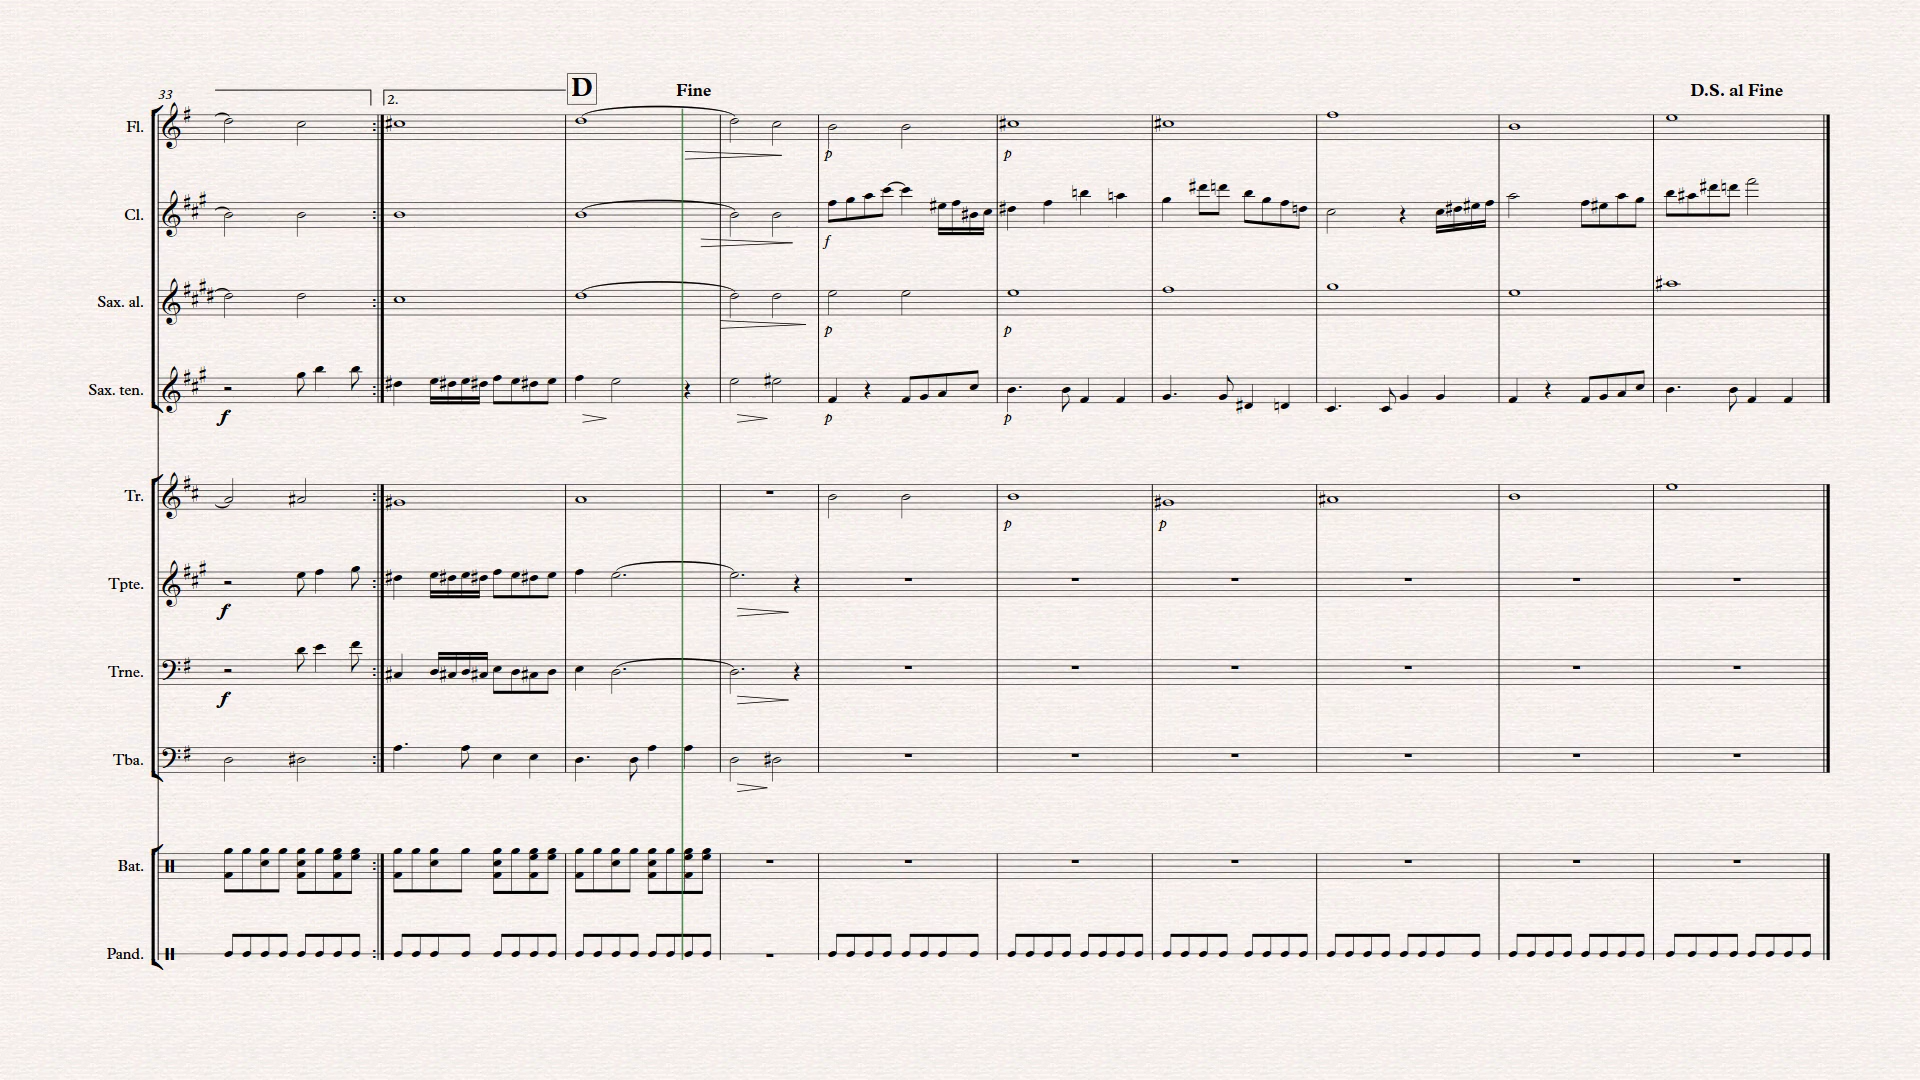 Fine
D.S. al Fine
33
2.
D
Fl.
p
p
Cl.
f
Sax. al.
p
p
Sax. ten.
f
p
p
Tr.
p
p
Tpte.
f
Trne.
f
Tba.
Bat.
Pand.